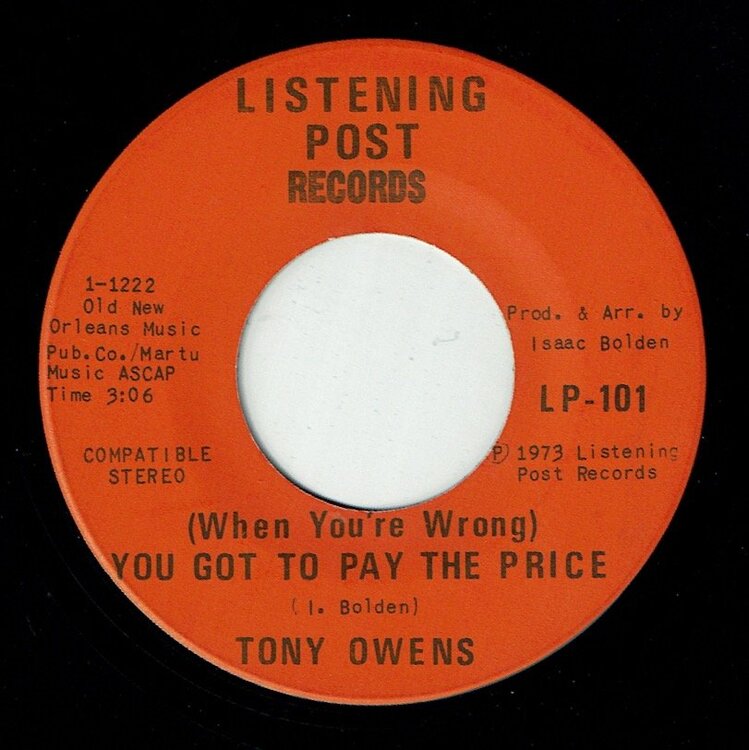 LISTENING
POST
RECORDS
1-1222
Old New
Orleans Music
Pub.Co./Martu
Music ASCAP
Time 3:06
COMPATIBLE
STEREO
Prod. & Arr. by
Isaac Bolden
LP-101
Ⓟ 1973 Listening
Post Records
(When You're Wrong)
YOU GOT TO PAY THE PRICE
(I. Bolden)
TONY OWENS